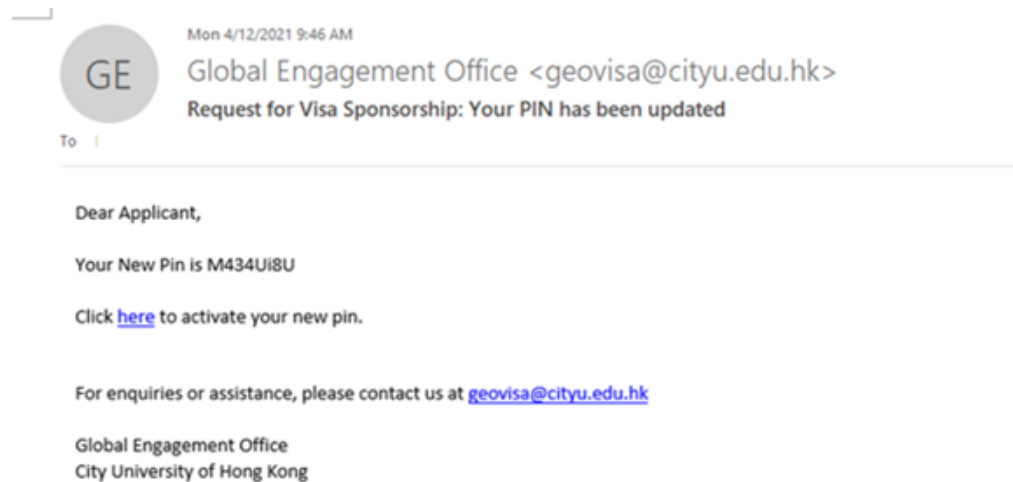 Mon 4/12/2021 9:46 AM
GE
Global Engagement Office <geovisa@cityu.edu.hk>
Request for Visa Sponsorship: Your PIN has been updated
To
Dear Applicant,
Your New Pin is M434Ui8U
Click here to activate your new pin.
For enquiries or assistance, please contact us at geovisa@cityu.edu.hk
Global Engagement Office
City University of Hong Kong